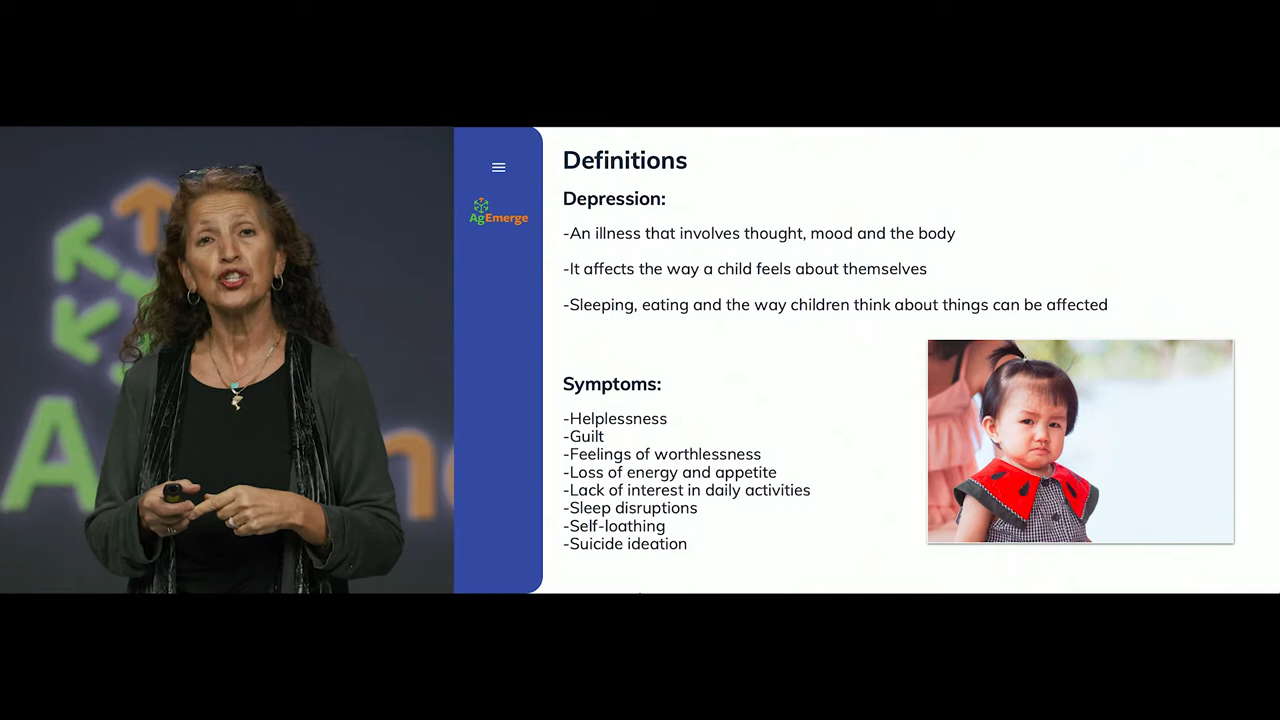 Definitions
Depression:
-An illness that involves thought, mood and the body
AgEmerge
-It affects the way a child feels about themselves
-Sleeping, eating and the way children think about things can be affected
Symptoms:
-Helplessness
-Guilt
-Feelings of worthlessness
-Loss of energy and appetite
-Lack of interest in daily activities
-Sleep disruptions
-Self-loathing
-Suicide ideation